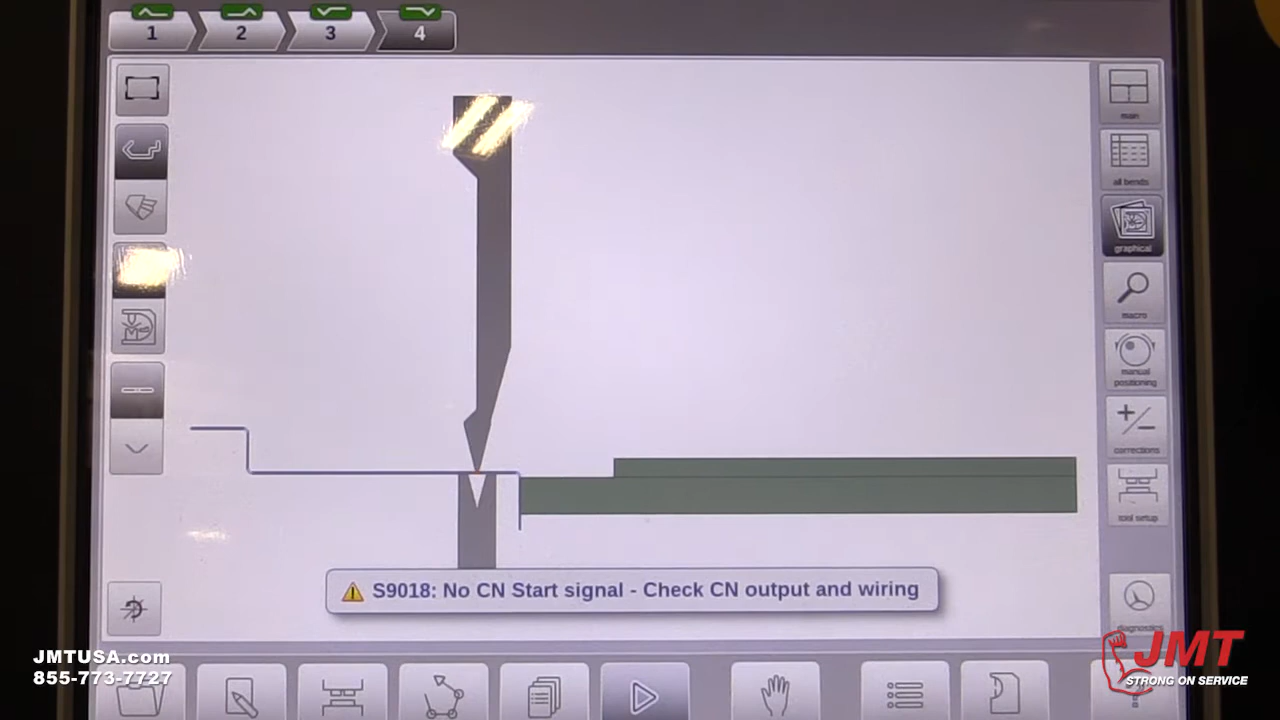 1
2
3
4
main
all bends
graphical
macro
manual
positioning
corrections
tool setup
S9018: No CN Start signal - Check CN output and wiring
diagnostics
JMTUSA.com
855-773-7727
JMT
STRONG ON SERVICE